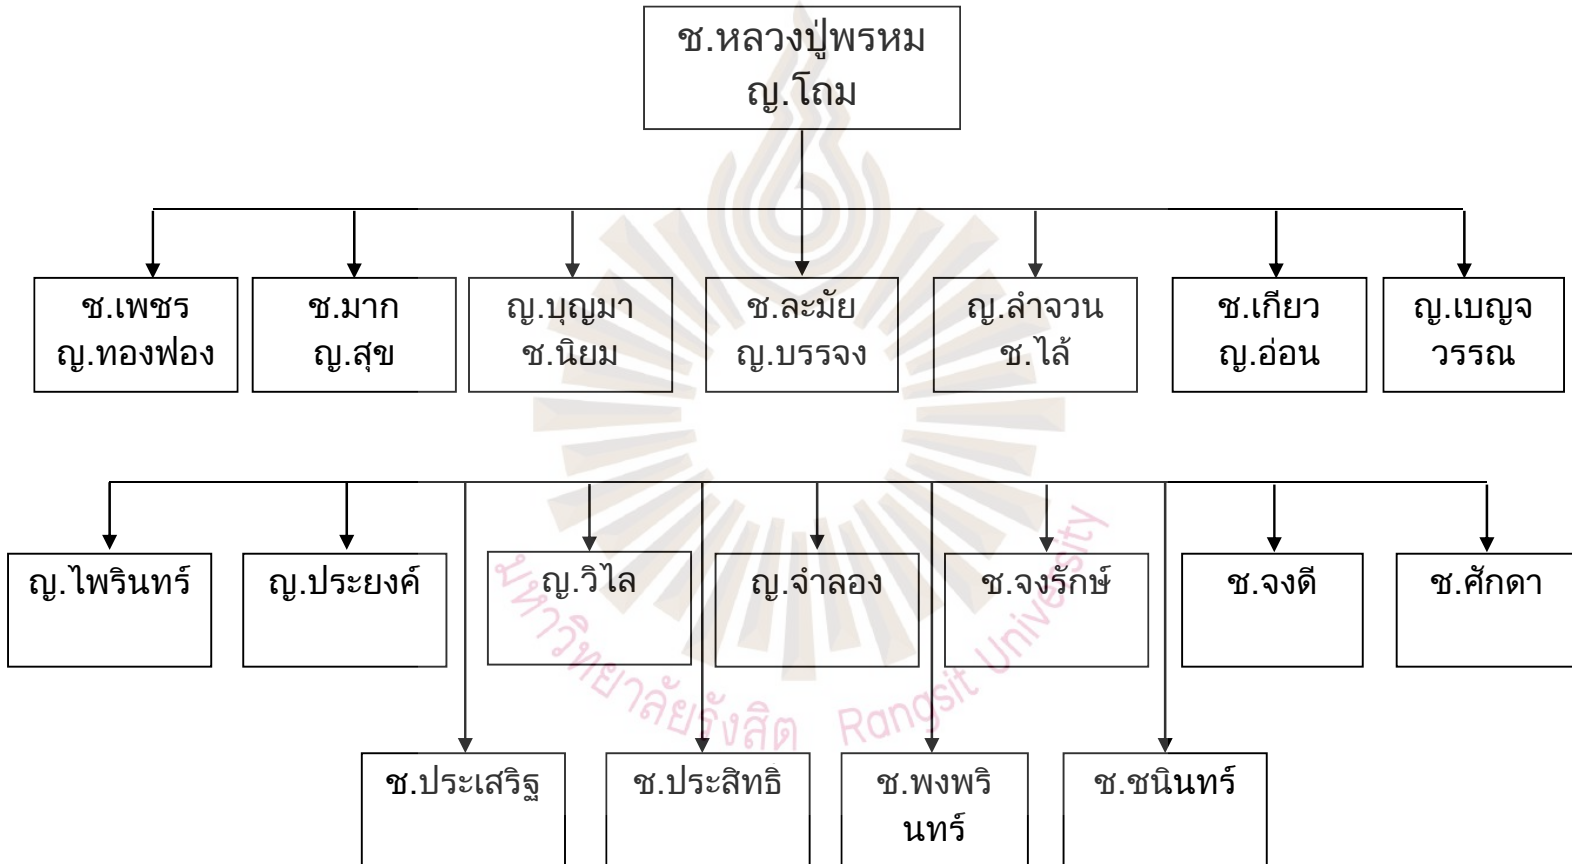 ช.หลวงปู่พรหม
ญ.โถม
ช.เพชร
ญ.ทองฟอง
ช.มาก
ญ.สุข
ญ.บุญมา
ช.นิยม
ช.ละมัย
ญ.บรรจง
ญ.ลำจวน
ช.ไล้
ช.เกียว
ญ.อ่อน
ญ.เบญจ
วรรณ
ญ.ไพรินทร์
ญ.ประยงค์
ญ.วิไล
ญ.จำลอง
ช.จงรักษ์
ช.จงดี
ช.ศักดา
ช.ประเสริฐ
ช.ประสิทธิ
ช.พงพริ
นทร์
ช.ชนินทร์
มหาวิทยาลัยรังสิต Rangsit University